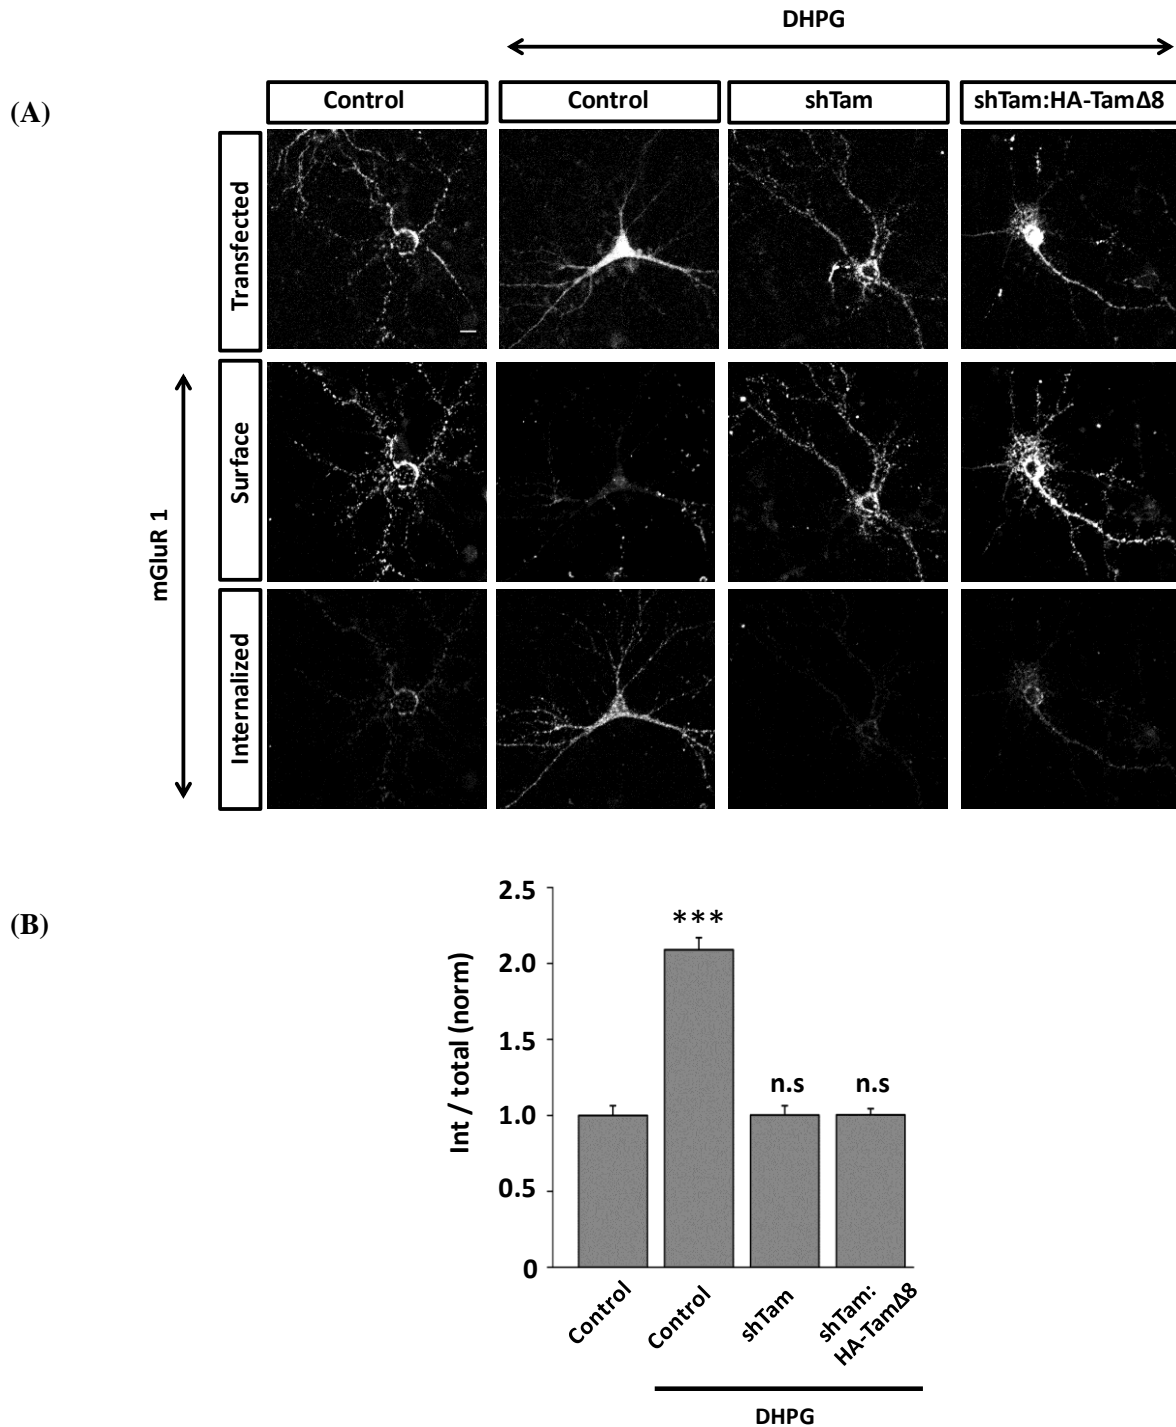 DHPG
(A)
Control
Control
shTam
shTam:HA-TamΔ8
Transfected
Surface
mGluR 1
Internalized
(B)
2.5
2.0
1.5
1.0
0.5
0
Int / total (norm)
***
n.s
n.s
Control
Control
shTam
shTam:
HA-TamΔ8
DHPG